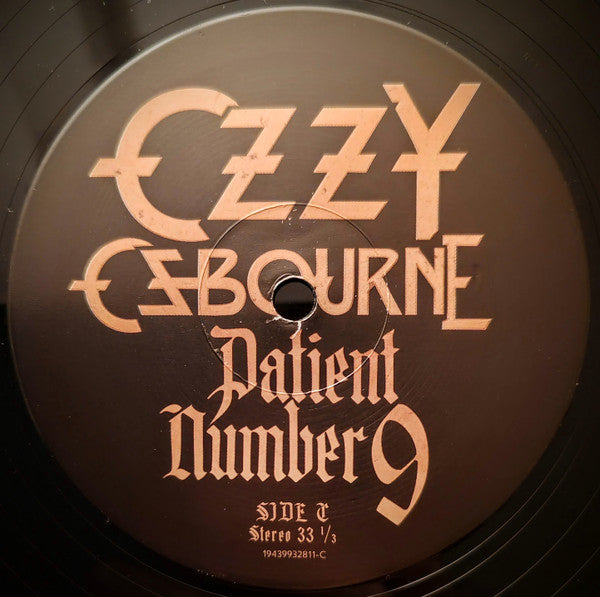 OZZY
OSBOURNE
Patient
Number 9
SIDE C
Stereo 33 1/3
19439932811-C